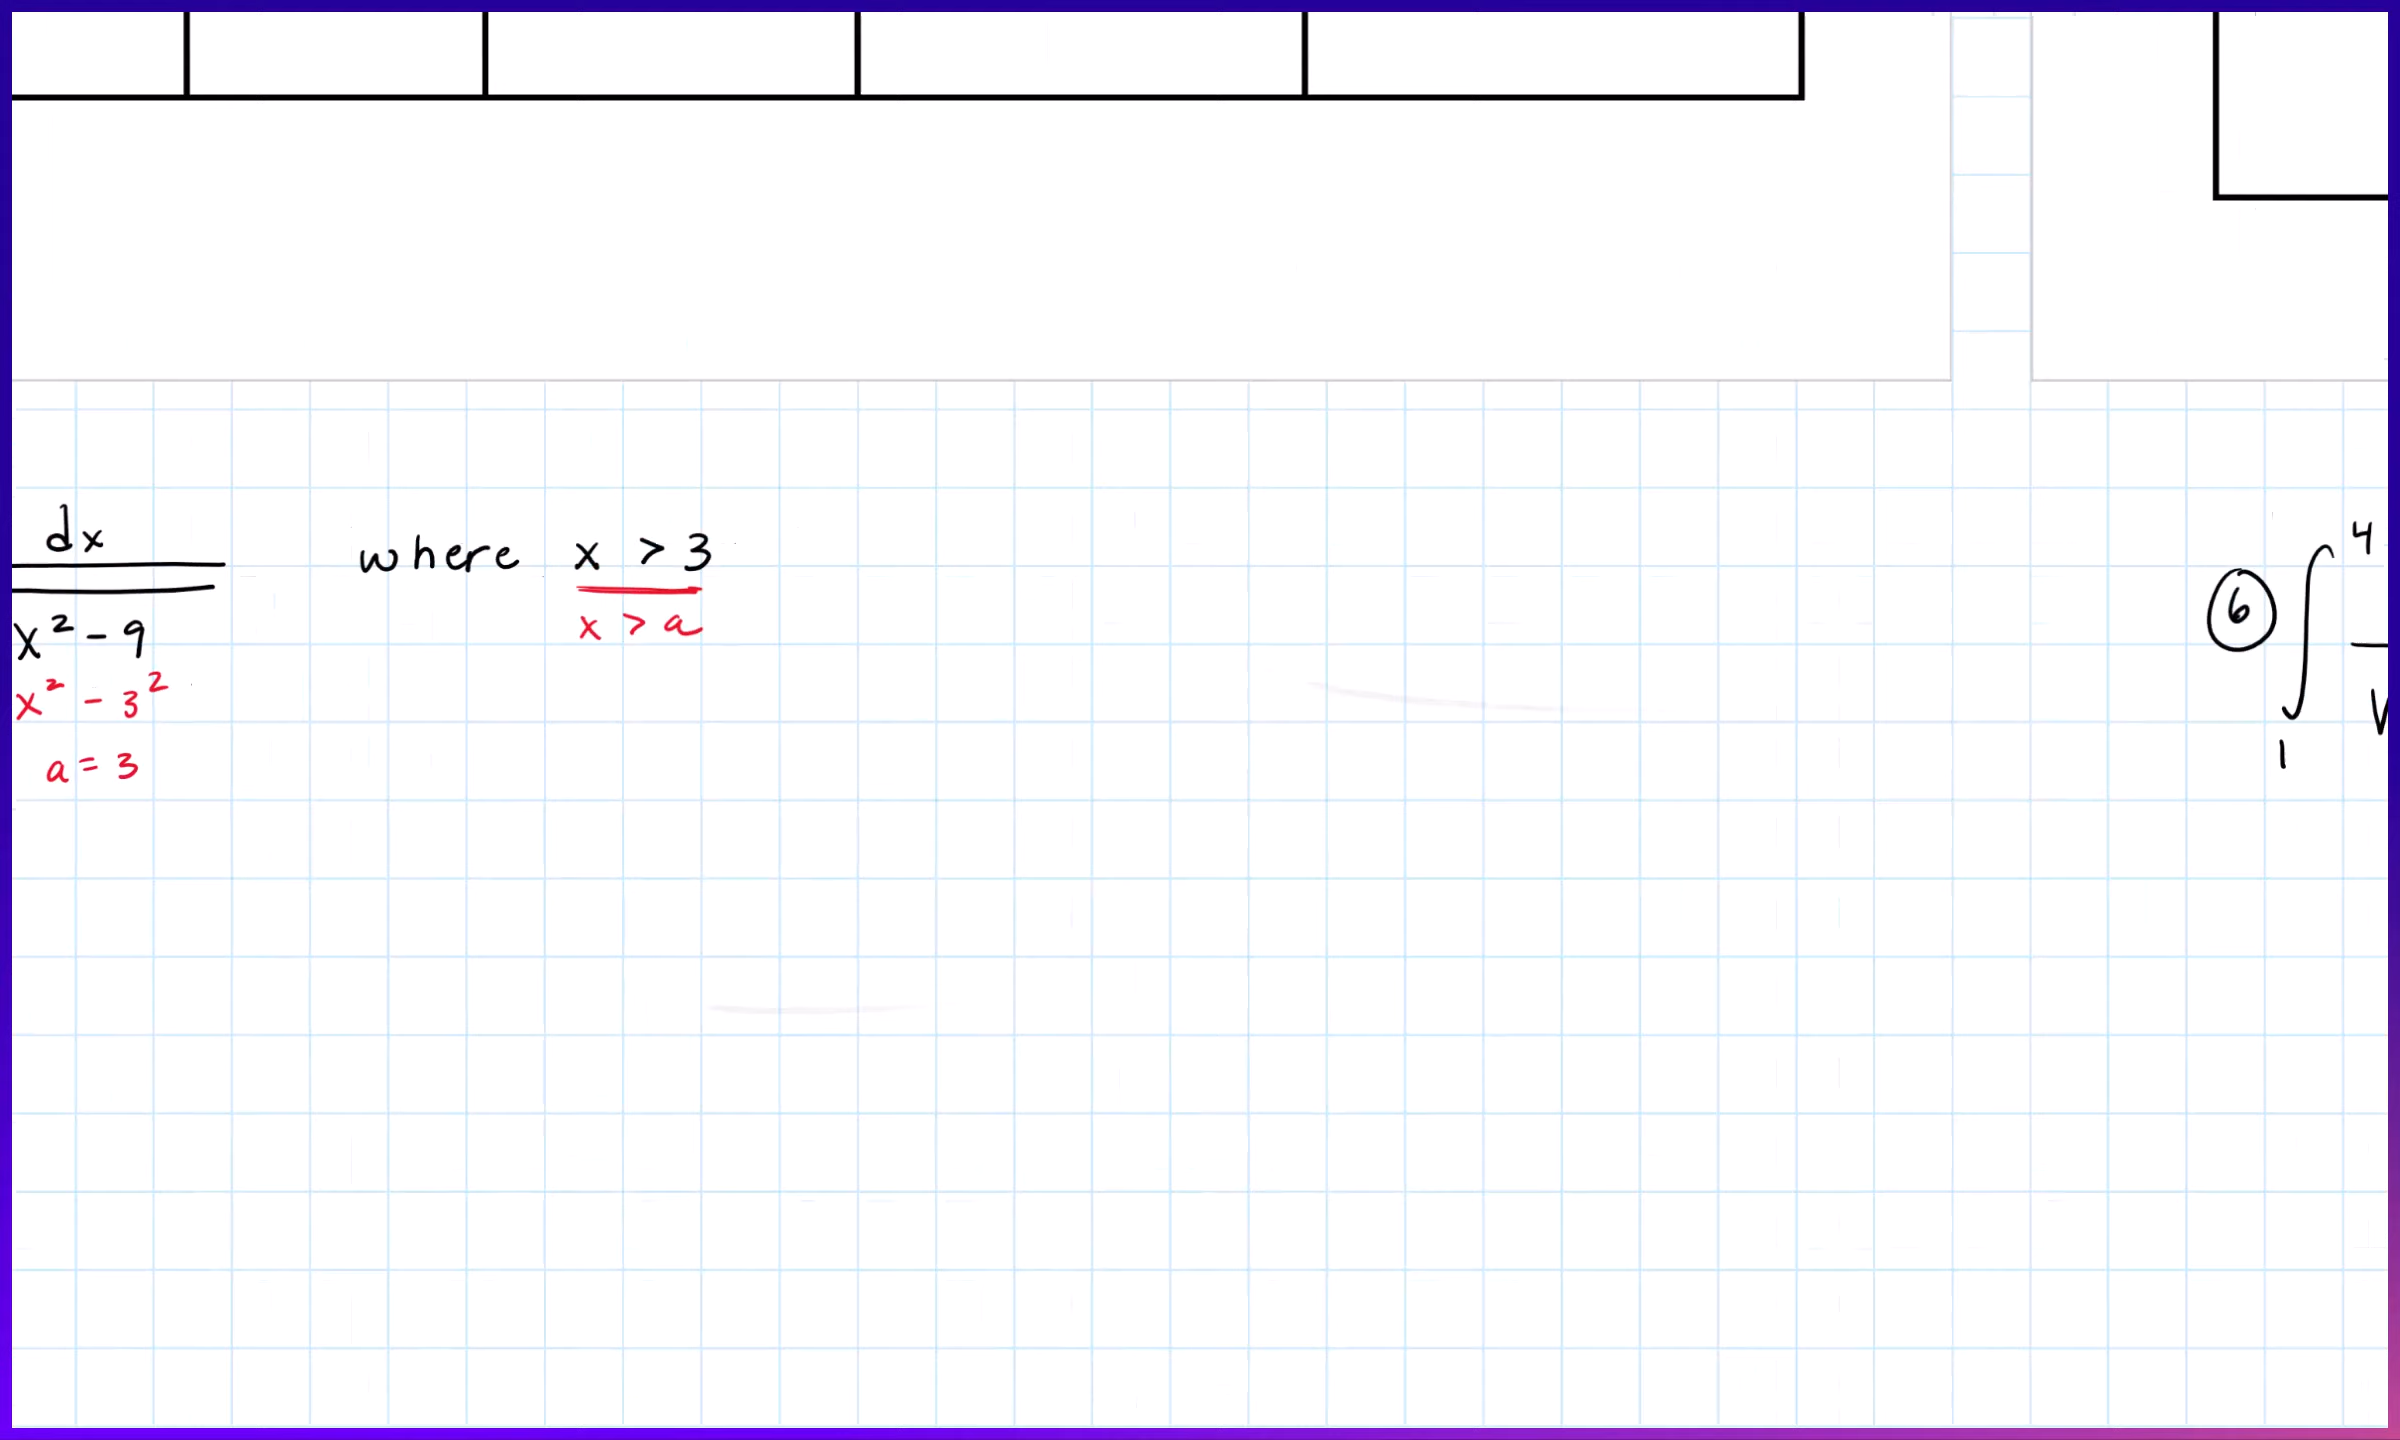 dx
where x > 3
x² - 9
x > a
x² - 3²
a = 3
⑥ ∫
4
1